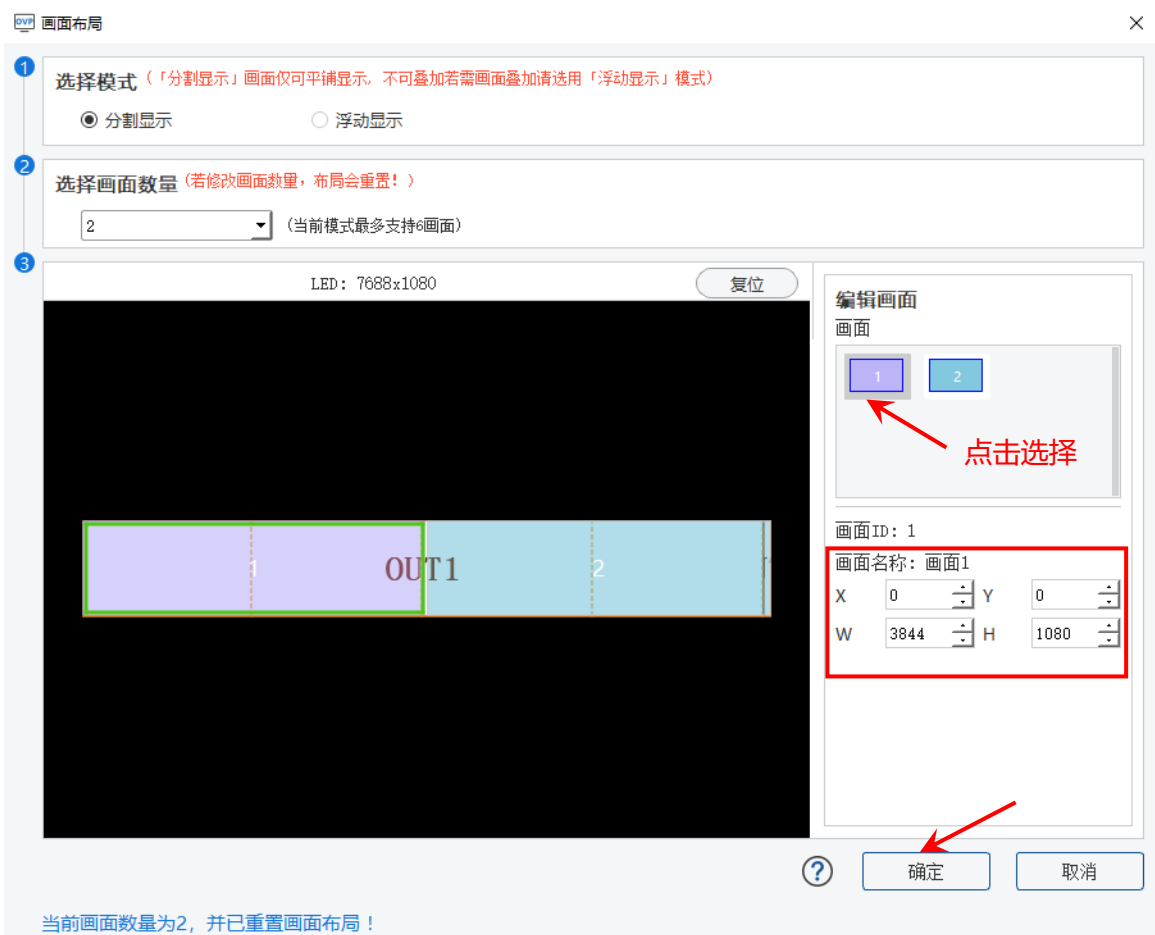 OVP 画面布局
1
选择模式（「分割显示」画面仅可平铺显示, 不可叠加若需画面叠加请选用「浮动显示」模式）
分割显示 浮动显示
2
选择画面数量(若修改画面数量，布局会重置！)
2 (当前模式最多支持6画面)
3
LED: 7688x1080 复位
编辑画面
画面
1 2
点击选择
1 OUT1 2
画面ID: 1
画面名称: 画面1
X 0 Y 0
W 3844 H 1080
? 确定 取消
当前画面数量为2, 并已重置画面布局！